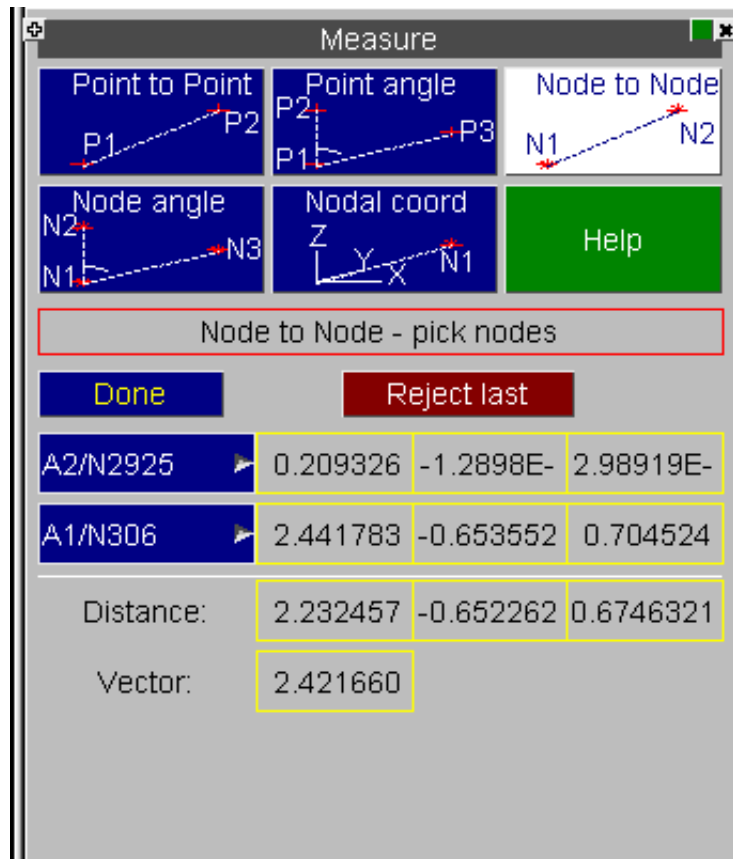 Measure
Point to Point
P1
P2
Point angle
P2
P1
P3
Node to Node
N1
N2
Node angle
N2
N1
N3
Nodal coord
Z
Y
X
N1
Help
Node to Node - pick nodes
Done
Reject last
A2/N2925 0.209326 -1.2898E- 2.98919E-
A1/N306 2.441783 -0.653552 0.704524
Distance: 2.232457 -0.652262 0.6746321
Vector: 2.421660